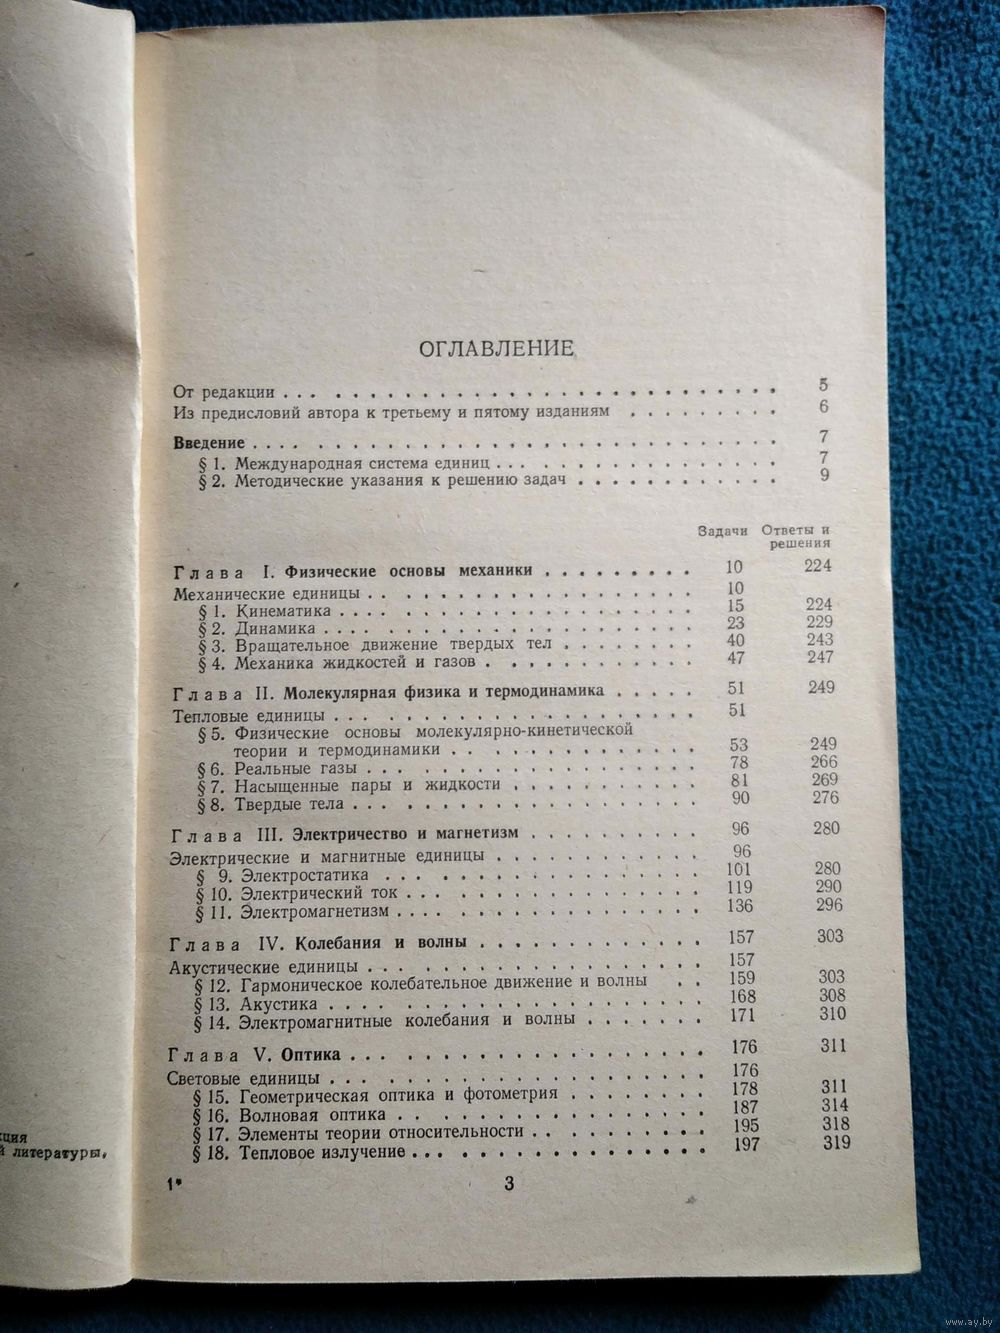 ОГЛАВЛЕНИЕ
От редакции . . . . . . . . . . . . . . . . . . . . 5
Из предисловий автора к третьему и пятому изданиям . . . . . . . . . 6
Введение . . . . . . . . . . . . . . . . . . . . 7
§ 1. Международная система единиц . . . . . . . . . . . . . . . 7
§ 2. Методические указания к решению задач . . . . . . . . . . . . 9
Задачи Ответы и
решения
Глава I. Физические основы механики . . . . . . . . . 10 224
Механические единицы . . . . . . . . . . . . . . . 10
§ 1. Кинематика . . . . . . . . . . . . . . . 15 224
§ 2. Динамика . . . . . . . . . . . . . . . 23 229
§ 3. Вращательное движение твердых тел . . . . . . . . 40 243
§ 4. Механика жидкостей и газов . . . . . . . . . . . 47 247
Глава II. Молекулярная физика и термодинамика . . . . . 51 249
Тепловые единицы . . . . . . . . . . . . . . . 51
§ 5. Физические основы молекулярно-кинетической
теории и термодинамики . . . . . . . . . . . . . 53 249
§ 6. Реальные газы . . . . . . . . . . . . . . . 78 266
§ 7. Насыщенные пары и жидкости . . . . . . . . . . . 81 269
§ 8. Твердые тела . . . . . . . . . . . . . . . 90 276
Глава III. Электричество и магнетизм . . . . . . . . . . 96 280
Электрические и магнитные единицы . . . . . . . . . . . . 96
§ 9. Электростатика . . . . . . . . . . . . . . . 101 280
§ 10. Электрический ток . . . . . . . . . . . . . . . 119 290
§ 11. Электромагнетизм . . . . . . . . . . . . . . . 136 296
Глава IV. Колебания и волны . . . . . . . . . . . . . 157 303
Акустические единицы . . . . . . . . . . . . . . . 157
§ 12. Гармоническое колебательное движение и волны . . 159 303
§ 13. Акустика . . . . . . . . . . . . . . . 168 308
§ 14. Электромагнитные колебания и волны . . . . . . . 171 310
Глава V. Оптика . . . . . . . . . . . . . . . 176 311
Световые единицы . . . . . . . . . . . . . . . 176
§ 15. Геометрическая оптика и фотометрия . . . . . . . . 178 311
§ 16. Волновая оптика . . . . . . . . . . . . . . . 187 314
§ 17. Элементы теории относительности . . . . . . . . . . 195 318
§ 18. Тепловое излучение . . . . . . . . . . . . . . . 197 319
1* 3
литературы,
www.ay.by